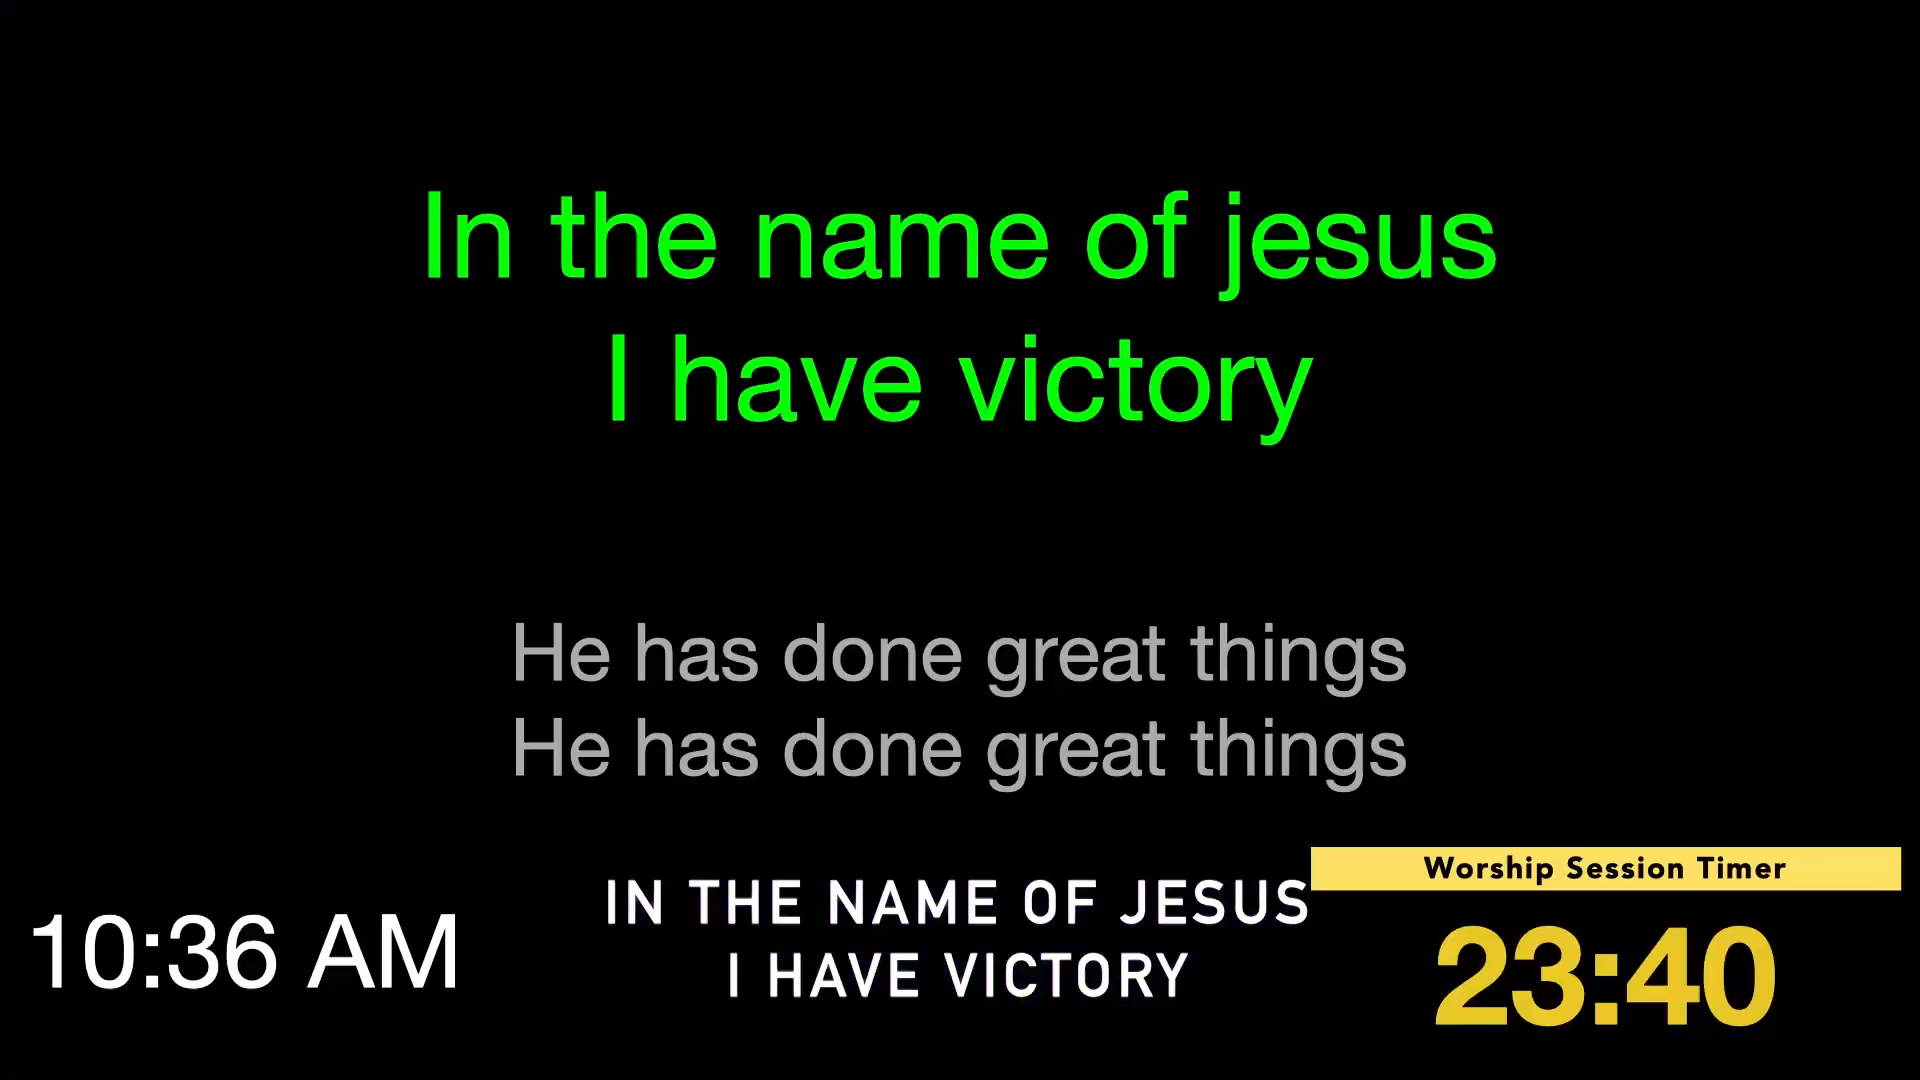 In the name of jesus
I have victory
He has done great things
He has done great things
10:36 AM
IN THE NAME OF JESUS
I HAVE VICTORY
Worship Session Timer
23:40